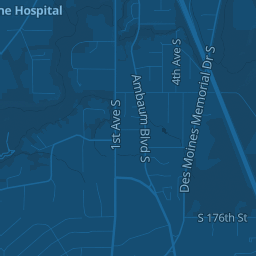 ne Hospital
4th Ave S
1st Ave S
Ambaum Blvd S
Des Moines Memorial Dr S
S 176th St